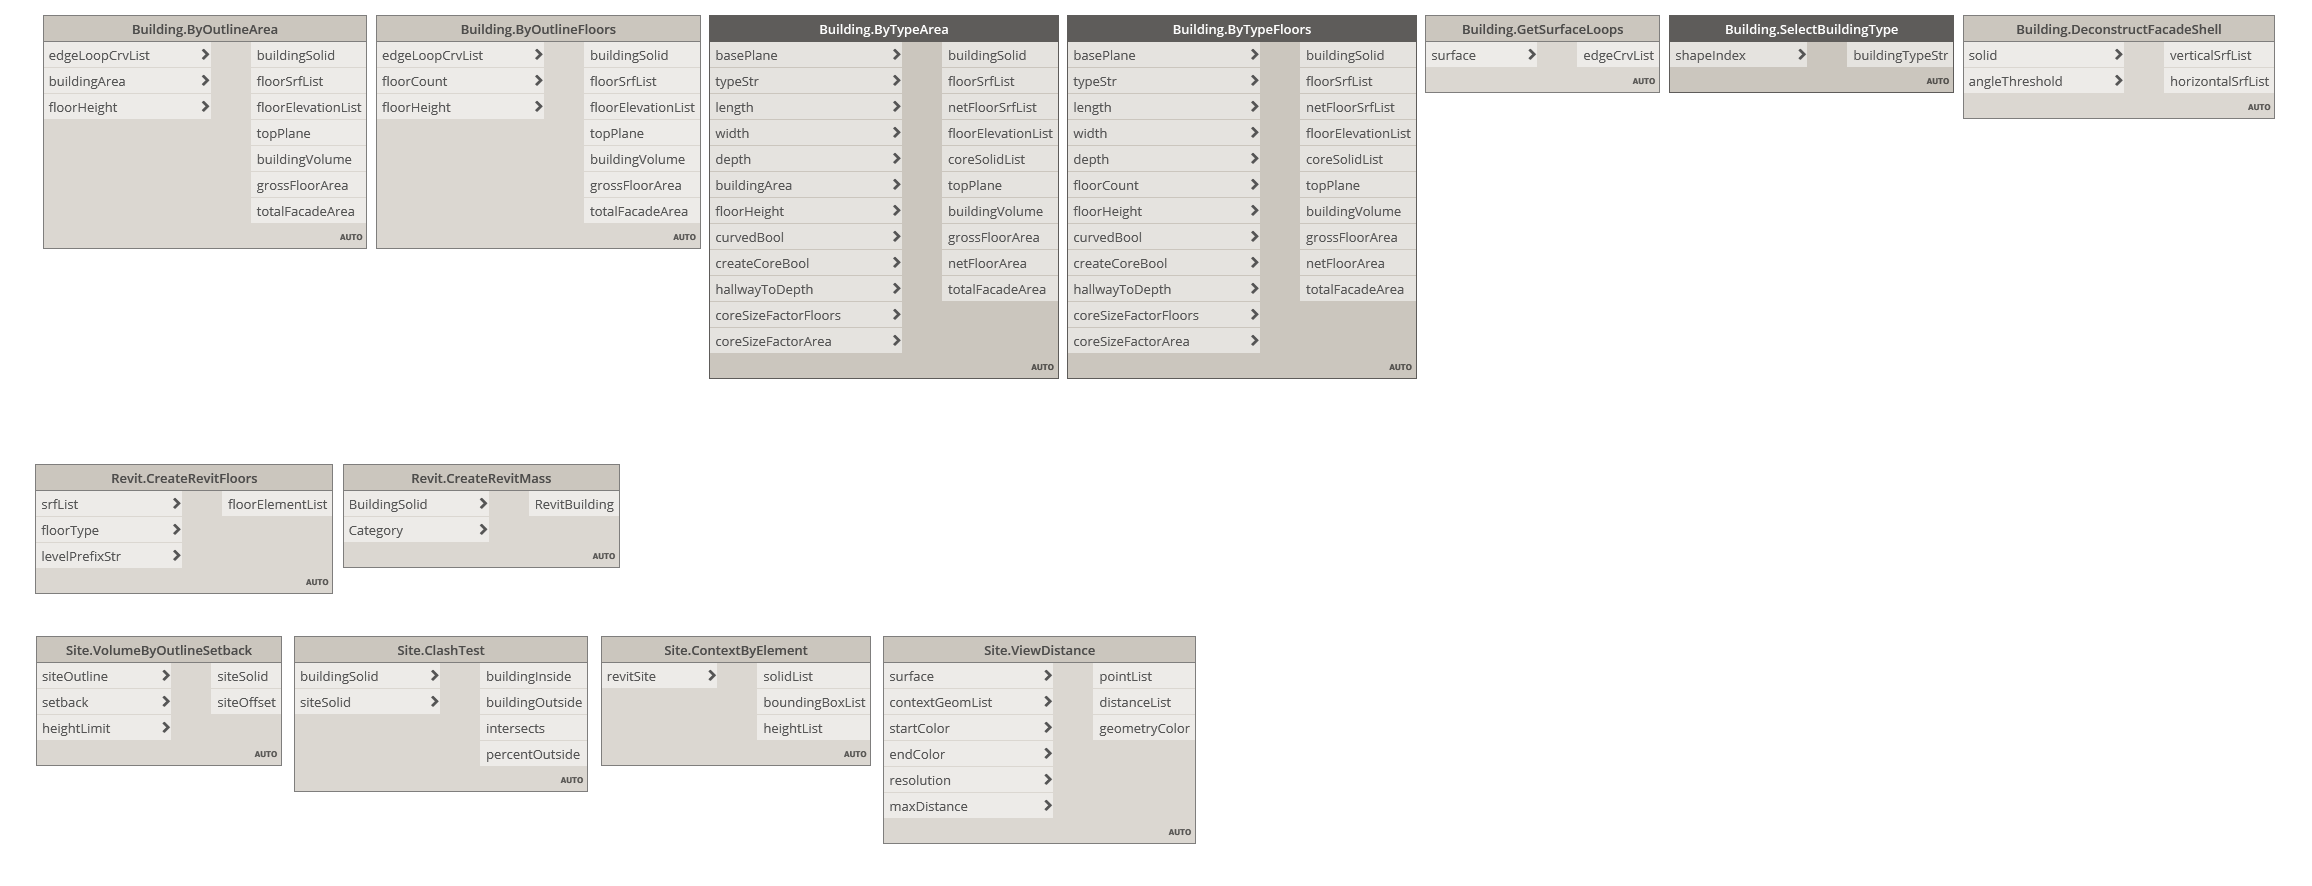 Building.ByOutlineArea
edgeLoopCrvList buildingSolid
buildingArea floorSrfList
floorHeight floorElevationList
topPlane
buildingVolume
grossFloorArea
totalFacadeArea
AUTO
Building.ByOutlineFloors
edgeLoopCrvList buildingSolid
floorCount floorSrfList
floorHeight floorElevationList
topPlane
buildingVolume
grossFloorArea
totalFacadeArea
AUTO
Building.ByTypeArea
basePlane buildingSolid
typeStr floorSrfList
length netFloorSrfList
width floorElevationList
depth coreSolidList
buildingArea topPlane
floorHeight buildingVolume
curvedBool grossFloorArea
createCoreBool netFloorArea
hallwayToDepth totalFacadeArea
coreSizeFactorFloors
coreSizeFactorArea
AUTO
Building.ByTypeFloors
basePlane buildingSolid
typeStr floorSrfList
length netFloorSrfList
width floorElevationList
depth coreSolidList
floorCount topPlane
floorHeight buildingVolume
curvedBool grossFloorArea
createCoreBool netFloorArea
hallwayToDepth totalFacadeArea
coreSizeFactorFloors
coreSizeFactorArea
AUTO
Building.GetSurfaceLoops
surface edgeCrvList
AUTO
Building.SelectBuildingType
shapeIndex buildingTypeStr
AUTO
Building.DeconstructFacadeShell
solid verticalSrfList
angleThreshold horizontalSrfList
AUTO
Revit.CreateRevitFloors
srfList floorElementList
floorType
levelPrefixStr
AUTO
Revit.CreateRevitMass
BuildingSolid RevitBuilding
Category
AUTO
Site.VolumeByOutlineSetback
siteOutline siteSolid
setback siteOffset
heightLimit
AUTO
Site.ClashTest
buildingSolid buildingInside
siteSolid buildingOutside
intersects
percentOutside
AUTO
Site.ContextByElement
revitSite solidList
boundingBoxList
heightList
AUTO
Site.ViewDistance
surface pointList
contextGeomList distanceList
startColor geometryColor
endColor
resolution
maxDistance
AUTO